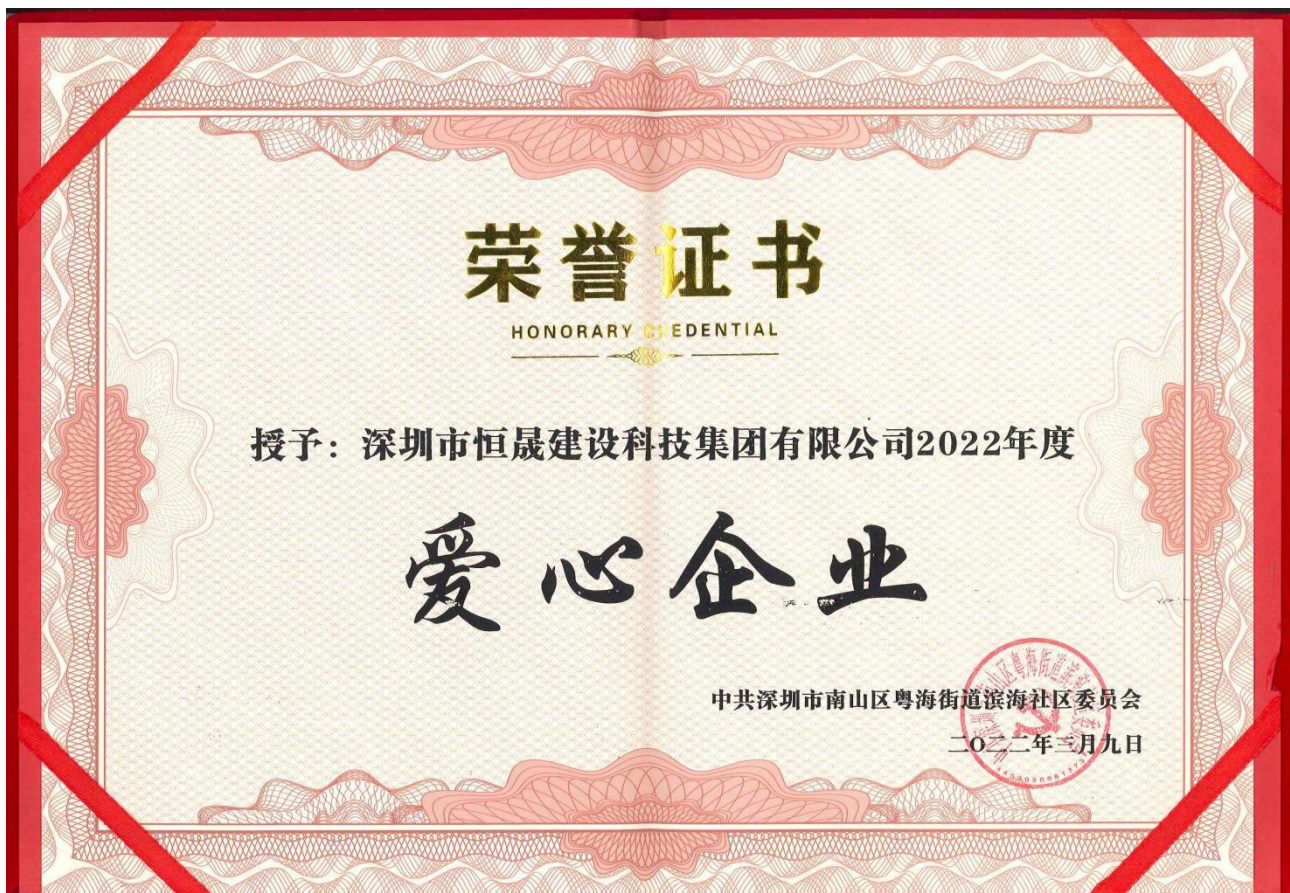 荣誉证书
HONORARY CREDENTIAL
授予：深圳市恒晟建设科技集团有限公司2022年度
爱心企业
中共深圳市南山区粤海街道滨海社区委员会
二〇二二年三月九日